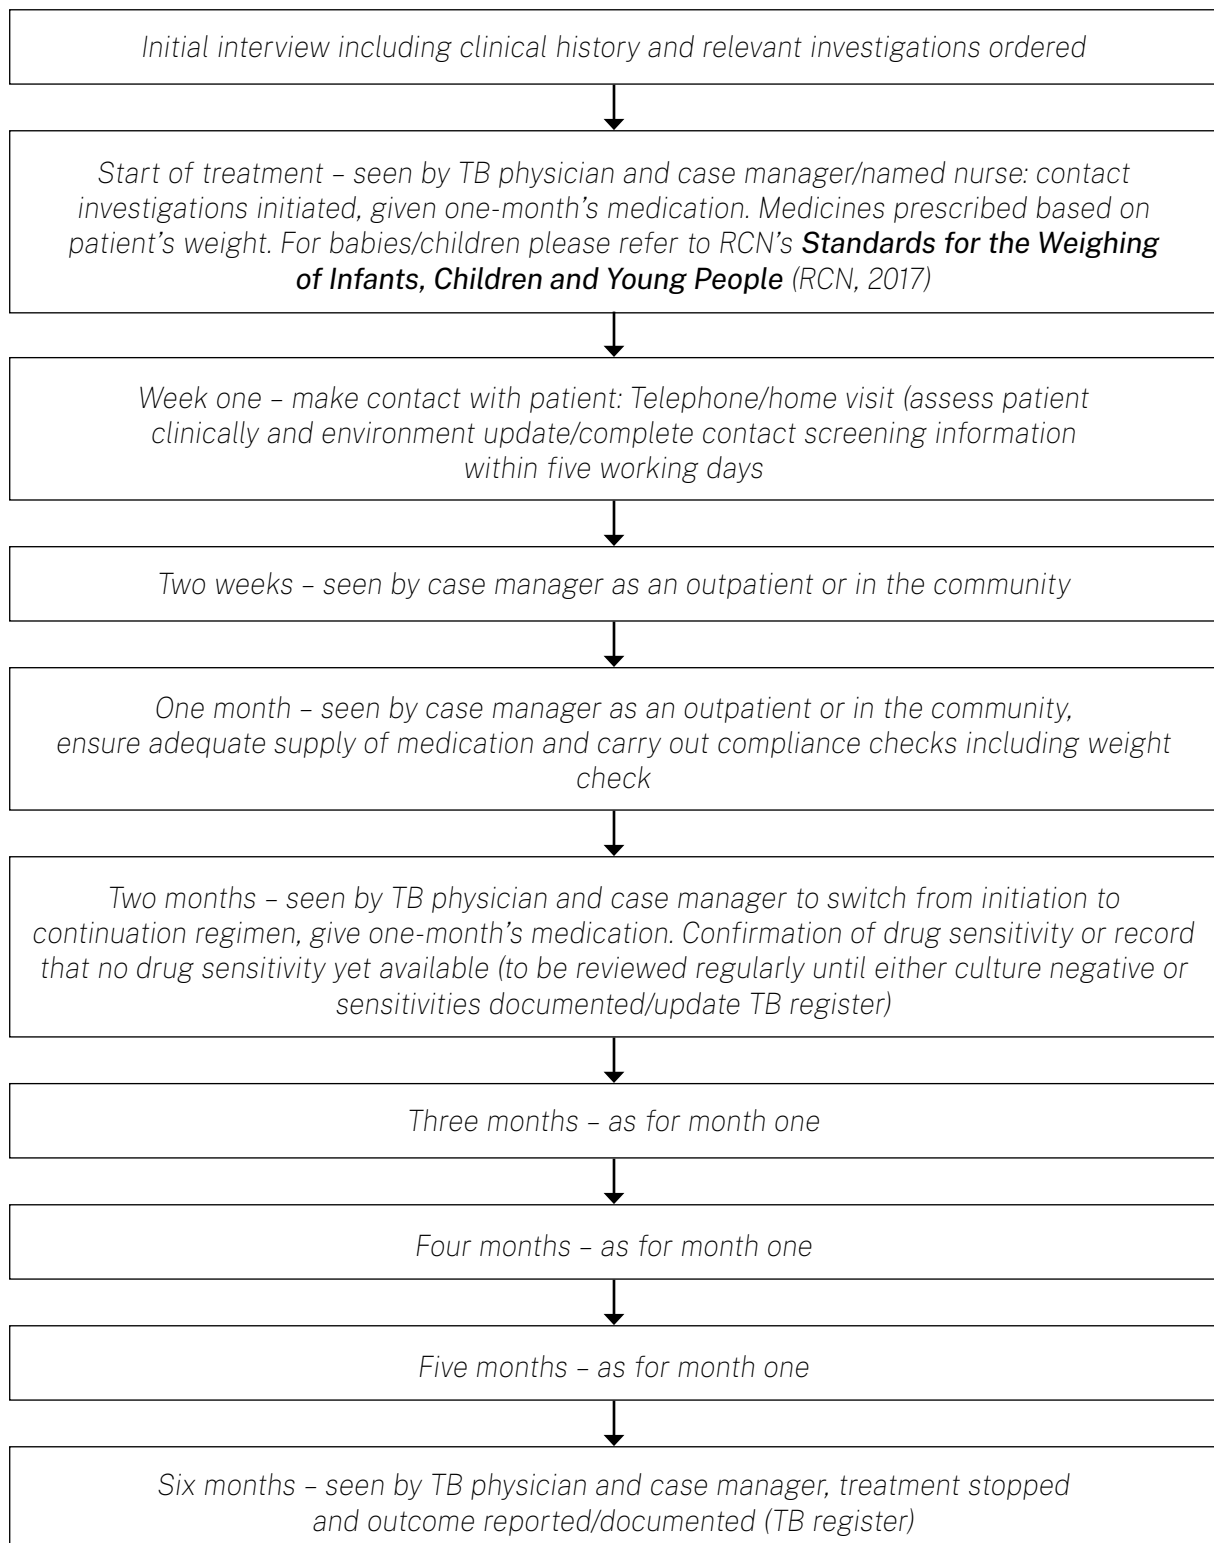 Initial interview including clinical history and relevant investigations ordered
Start of treatment – seen by TB physician and case manager/named nurse: contact
investigations initiated, given one-month's medication. Medicines prescribed based on
patient's weight. For babies/children please refer to RCN's Standards for the Weighing
of Infants, Children and Young People (RCN, 2017)
Week one – make contact with patient: Telephone/home visit (assess patient
clinically and environment update/complete contact screening information
within five working days
Two weeks – seen by case manager as an outpatient or in the community
One month – seen by case manager as an outpatient or in the community,
ensure adequate supply of medication and carry out compliance checks including weight
check
Two months – seen by TB physician and case manager to switch from initiation to
continuation regimen, give one-month's medication. Confirmation of drug sensitivity or record
that no drug sensitivity yet available (to be reviewed regularly until either culture negative or
sensitivities documented/update TB register)
Three months – as for month one
Four months – as for month one
Five months – as for month one
Six months – seen by TB physician and case manager, treatment stopped
and outcome reported/documented (TB register)